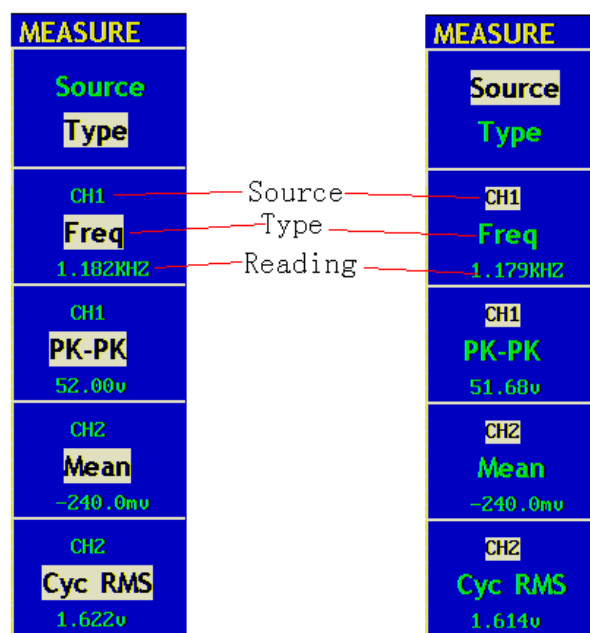 MEASURE
Source
Type
CH1
Freq
1.182KHZ
CH1
PK-PK
52.00v
CH2
Mean
-240.0mv
CH2
Cyc RMS
1.622v
Source
Type
Reading
MEASURE
Source
Type
CH1
Freq
1.179KHZ
CH1
PK-PK
51.68v
CH2
Mean
-240.0mv
CH2
Cyc RMS
1.614v